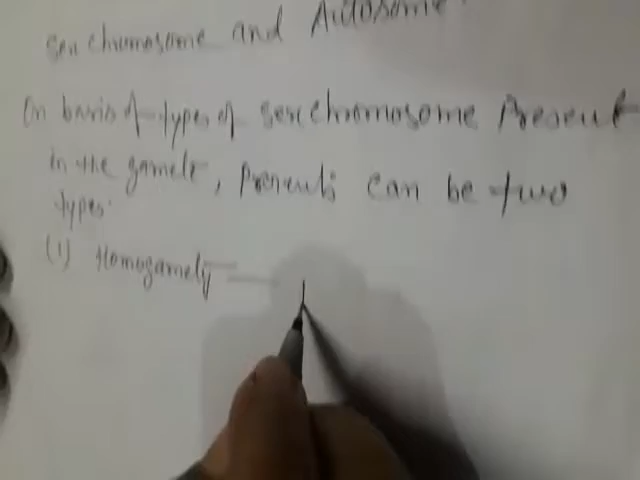 Sex chromosome and Autosome
On basis of types of sex chromosome Present
in the gamete, Parents can be two
types.
(1) Homogamety